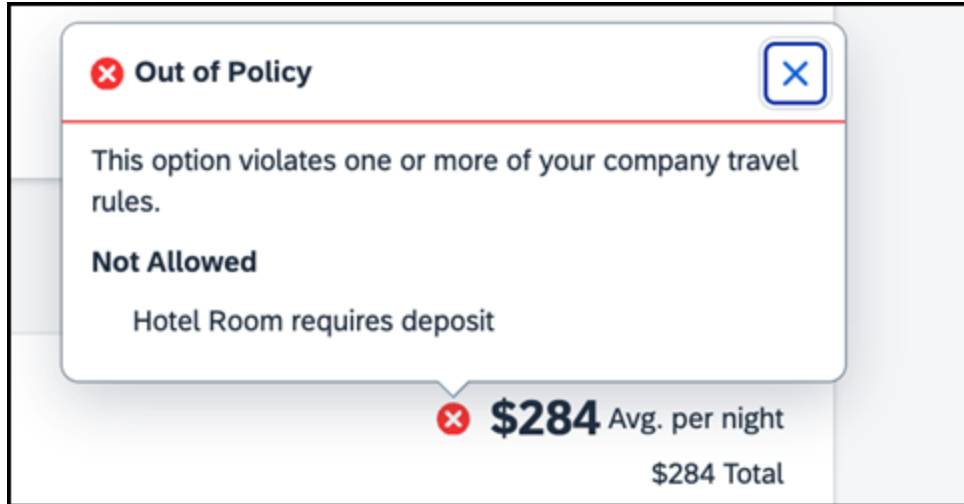 Out of Policy
This option violates one or more of your company travel
rules.
Not Allowed
Hotel Room requires deposit
$284 Avg. per night
$284 Total